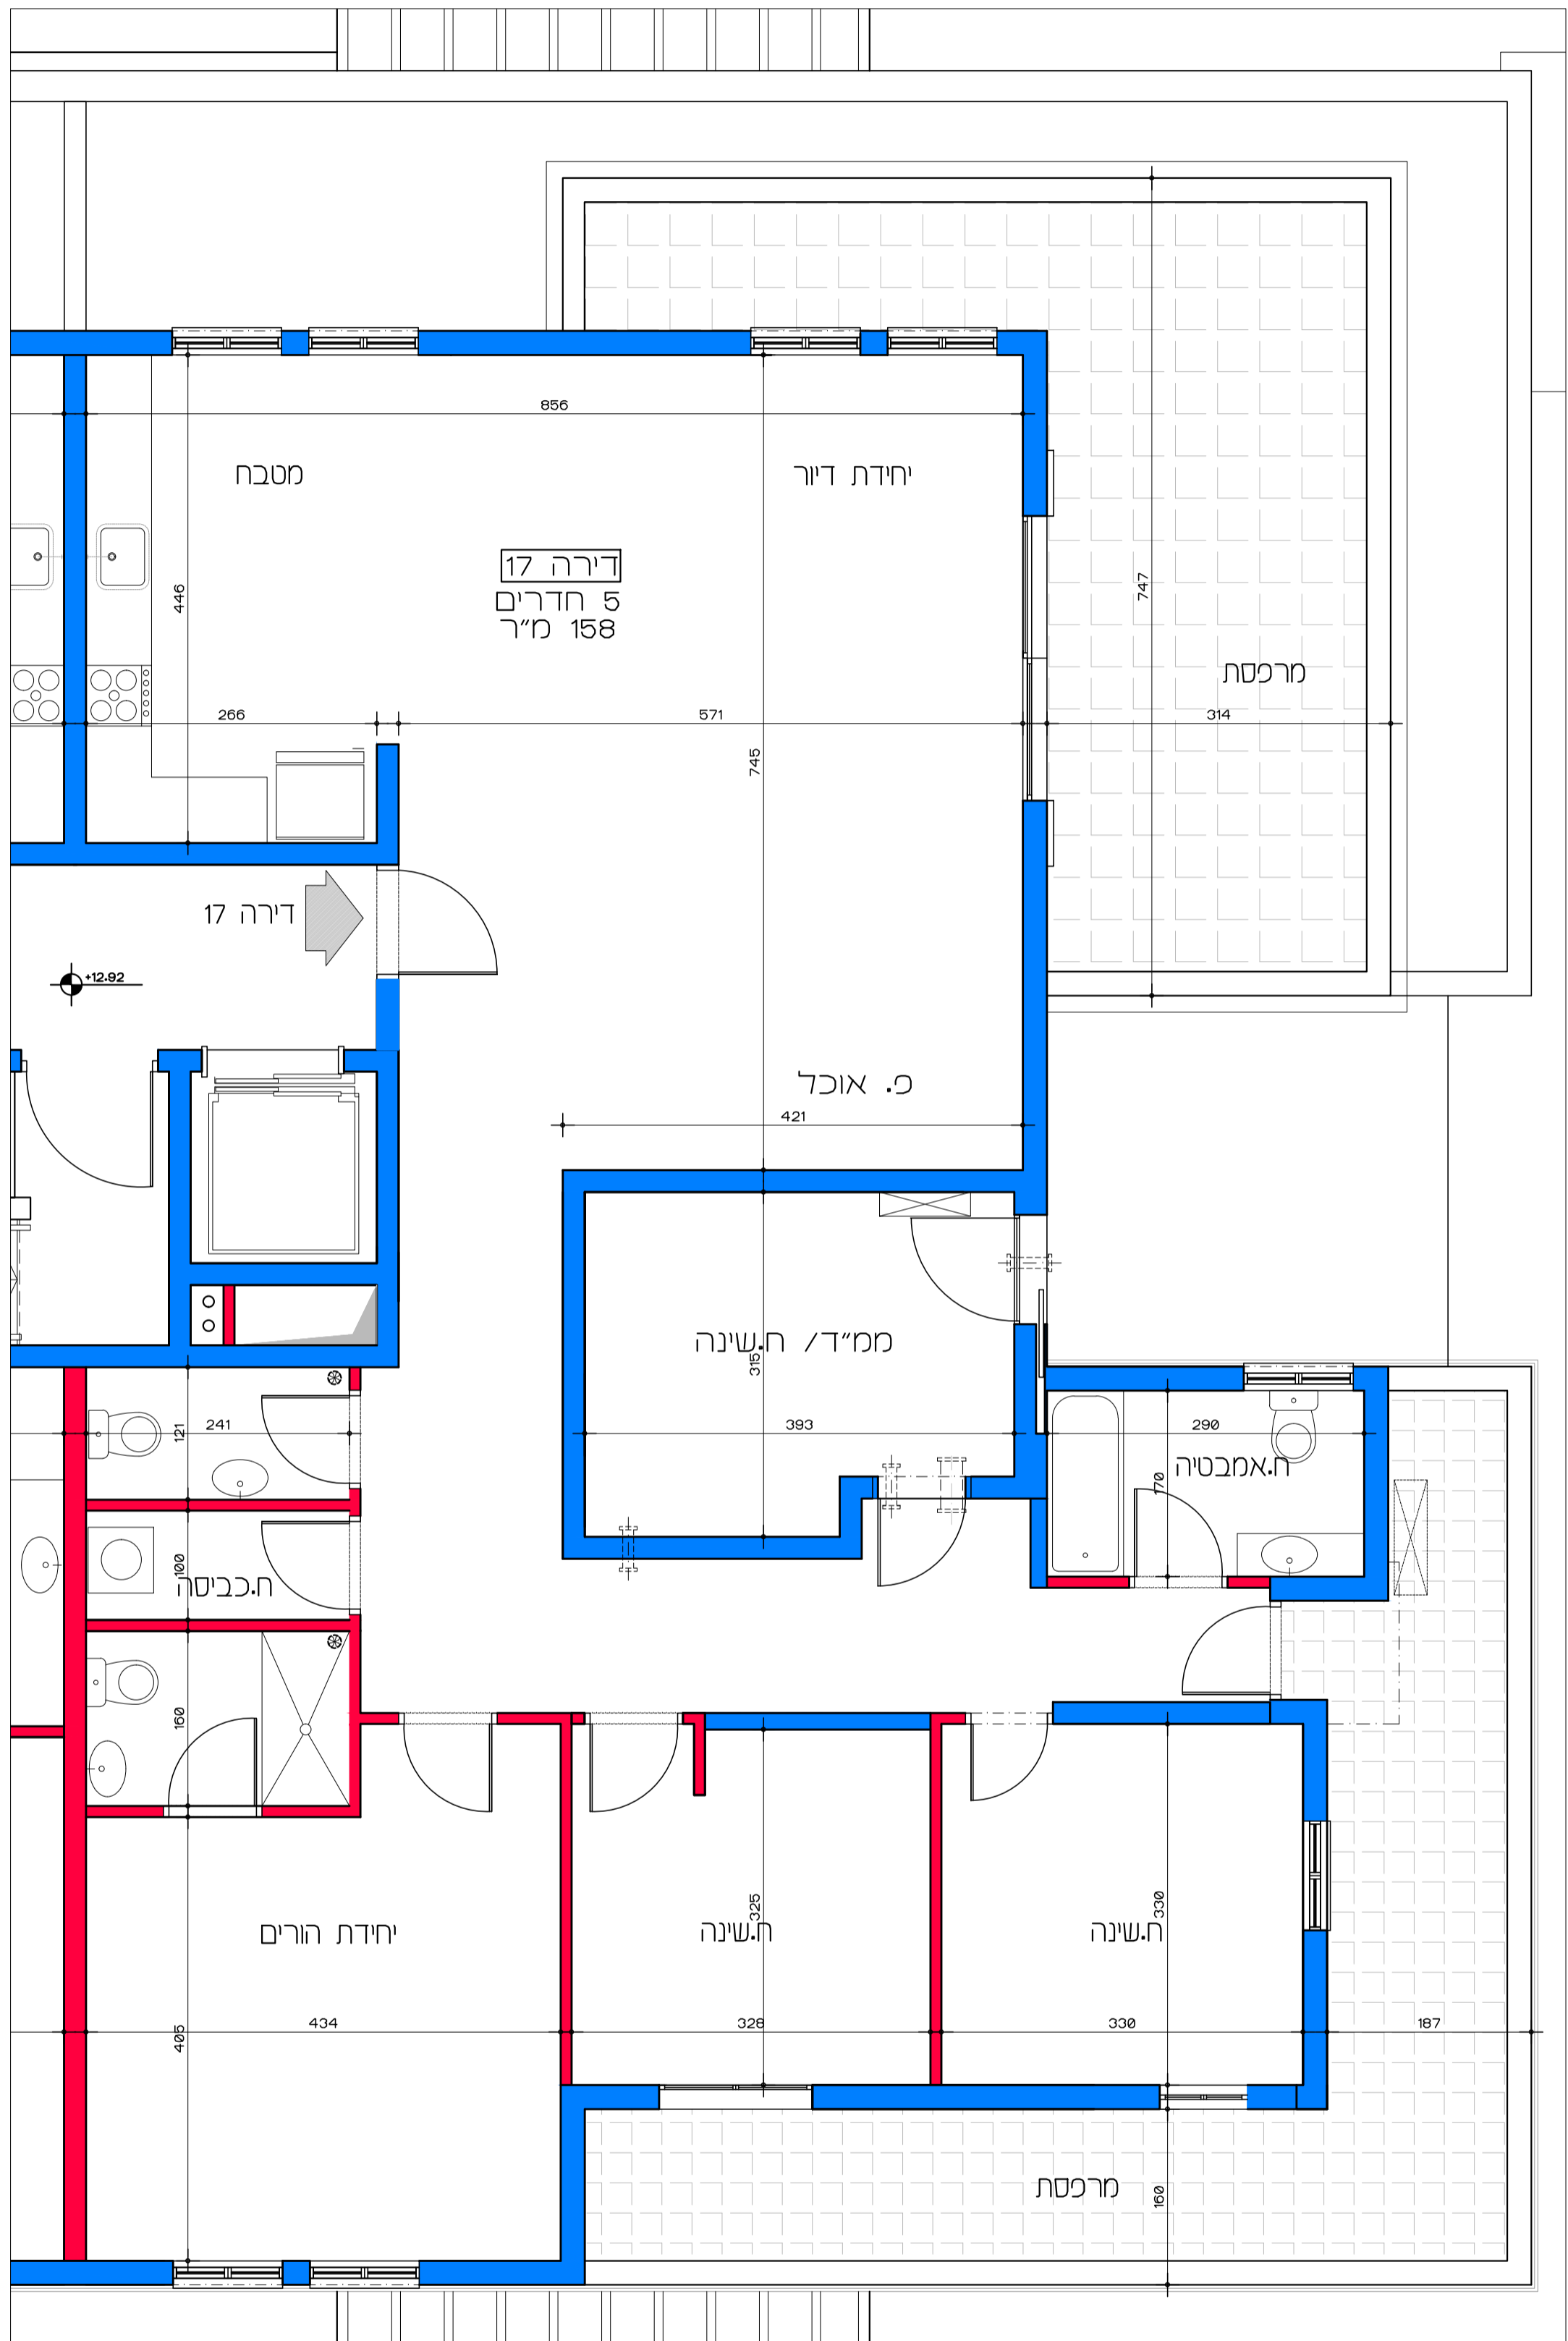 856
מטבח
יחידת דיור
דירה 17
5 חדרים
158 מ"ר
446
747
מרפסת
266
571
314
745
דירה 17
+12.92
פ. אוכל
421
ממ"ד/ ח.שינה
315
393
241
121
290
ח.אמבטיה
170
100
ח.כביסה
160
יחידת הורים
325
ח.שינה
330
ח.שינה
405
434
328
330
187
מרפסת
160